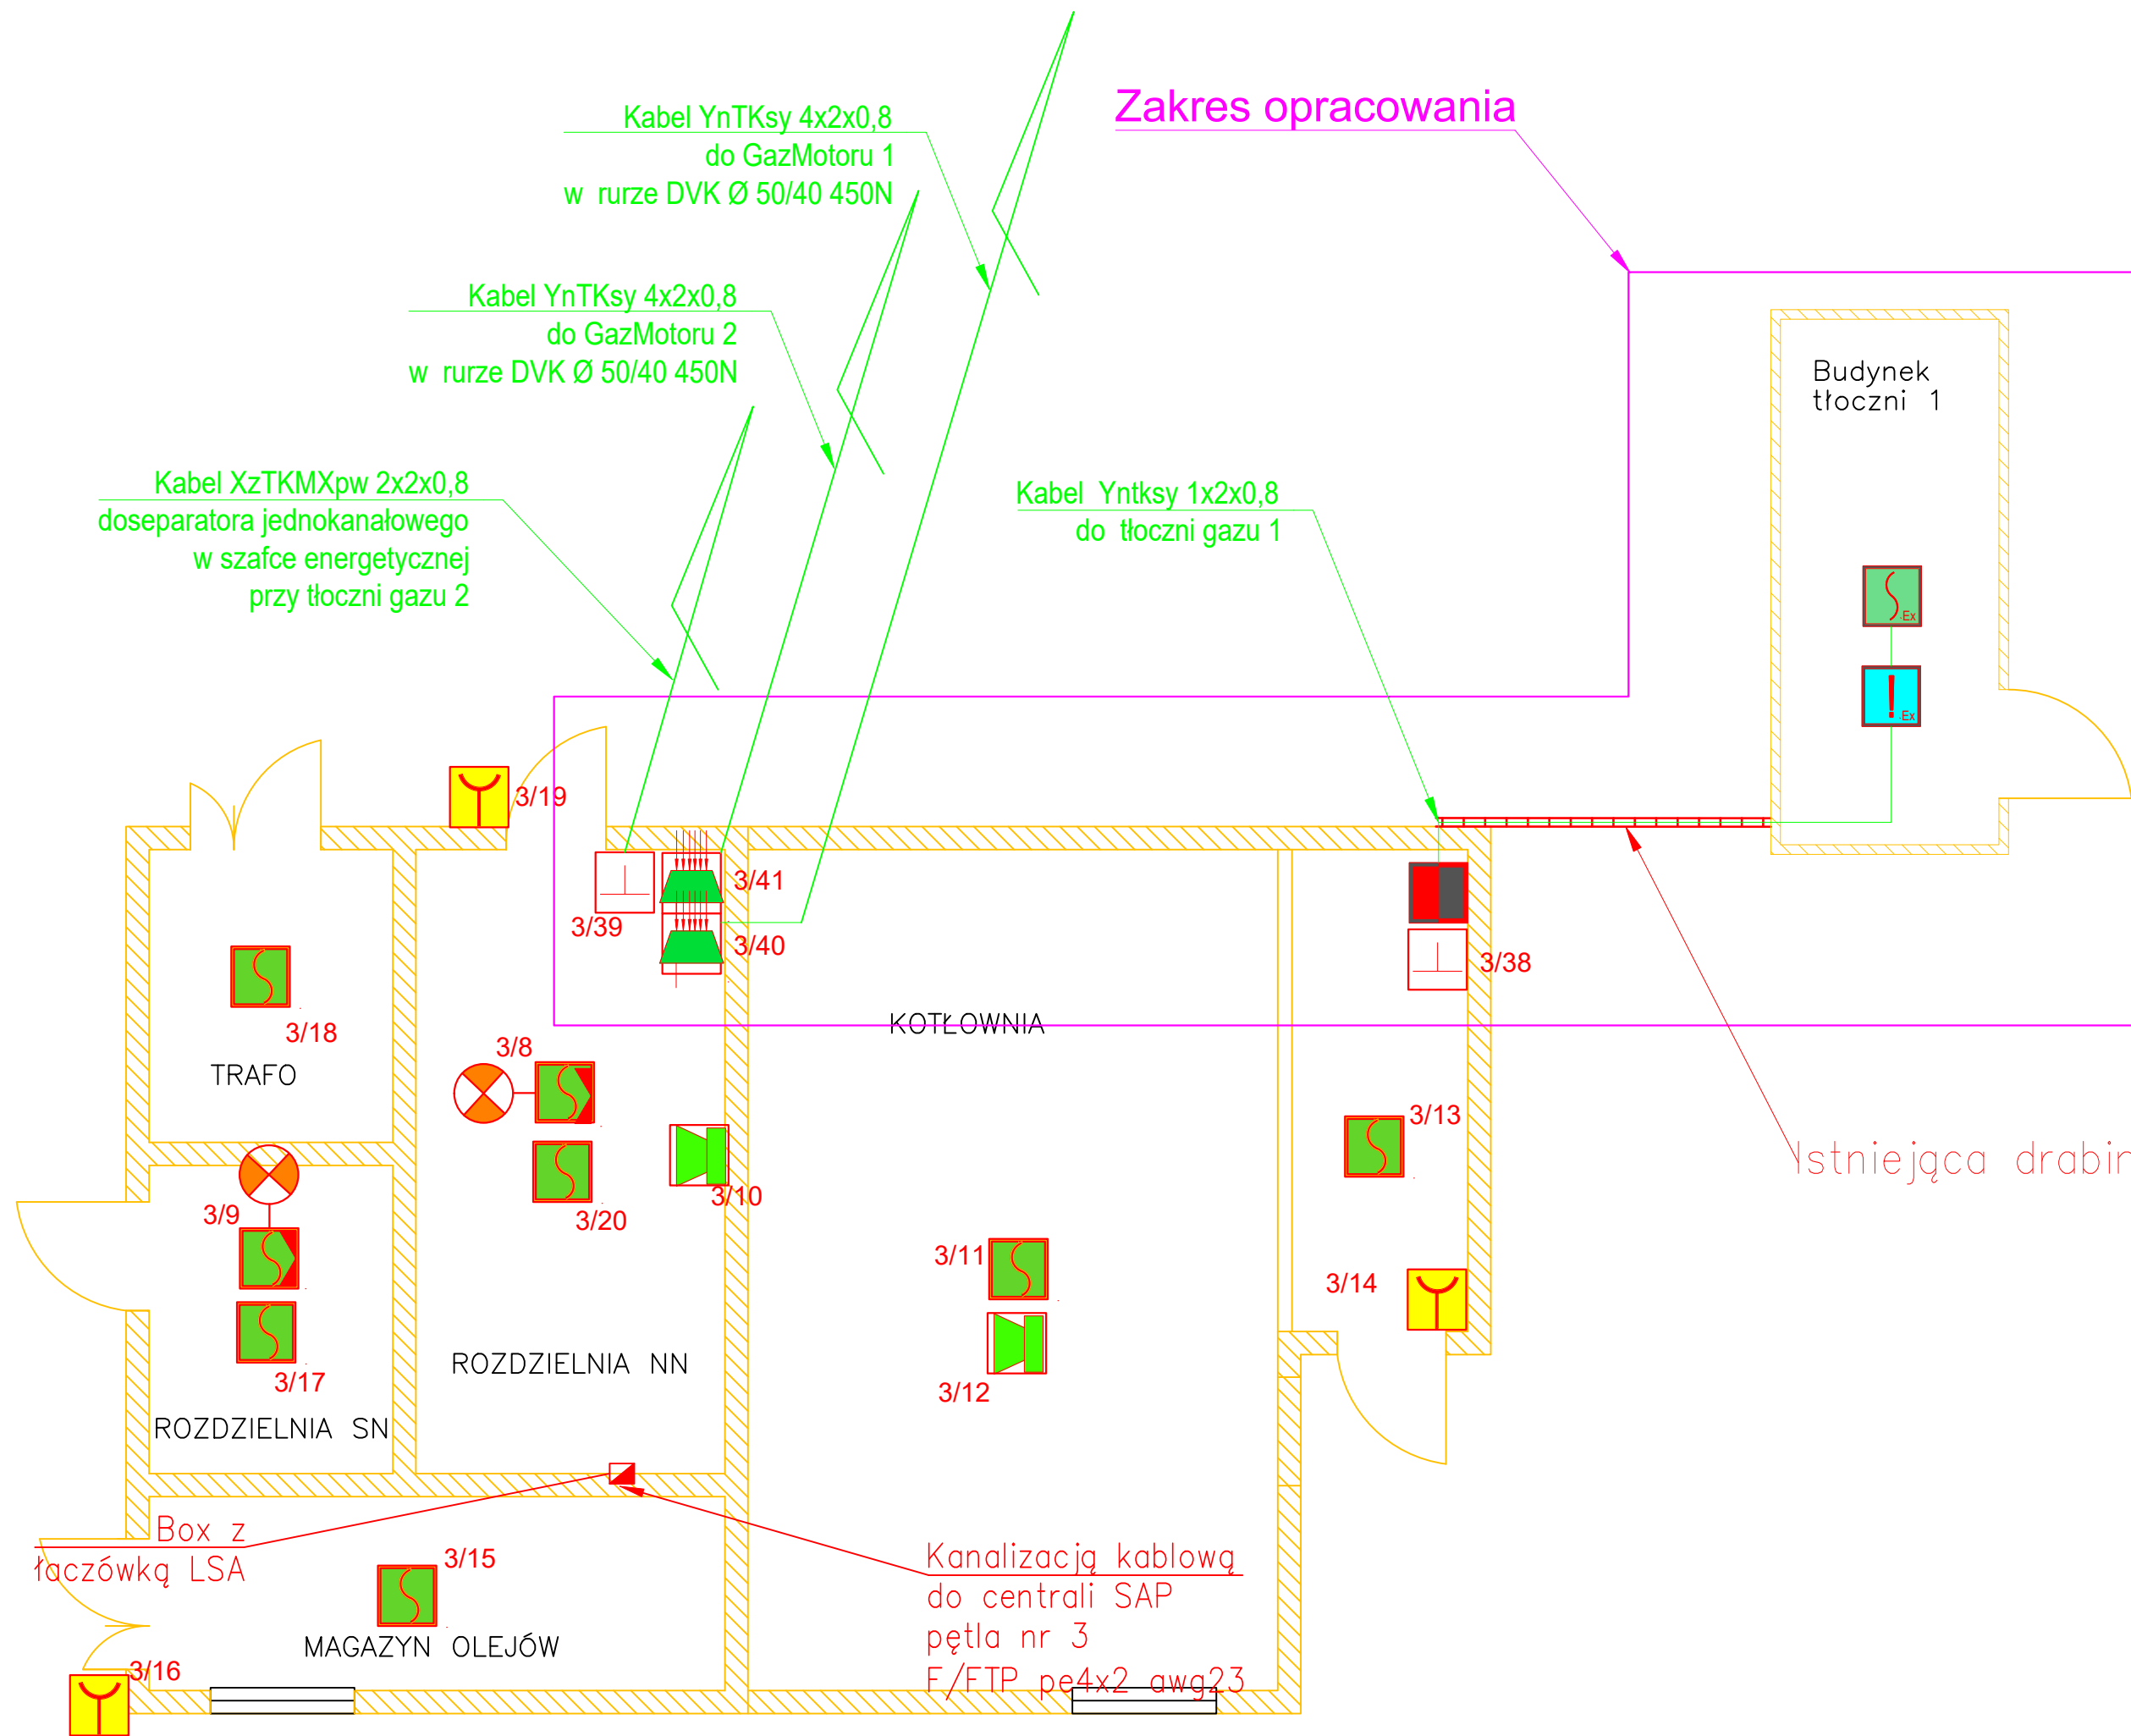 Zakres opracowania
Kabel YnTKsy 4x2x0,8
do GazMotoru 1
w rurze DVK Ø 50/40 450N
Kabel YnTKsy 4x2x0,8
do GazMotoru 2
w rurze DVK Ø 50/40 450N
Kabel XzTKMXpw 2x2x0,8
doseparatora jednokanałowego
w szafce energetycznej
przy tłoczni gazu 2
Kabel Yntksy 1x2x0,8
do tłoczni gazu 1
Budynek
tłoczni 1
-Ex
-Ex
3/19
3/41
3/39
3/40
3/38
3/18
TRAFO
KOTŁOWNIA
3/8
3/13
Istniejąca drabin
3/10
3/9
3/20
3/11
3/14
3/17
3/12
ROZDZIELNIA NN
ROZDZIELNIA SN
Box z
łaczówką LSA
3/15
MAGAZYN OLEJÓW
3/16
Kanalizacją kablową
do centrali SAP
pętla nr 3
F/FTP pe4x2 awg23